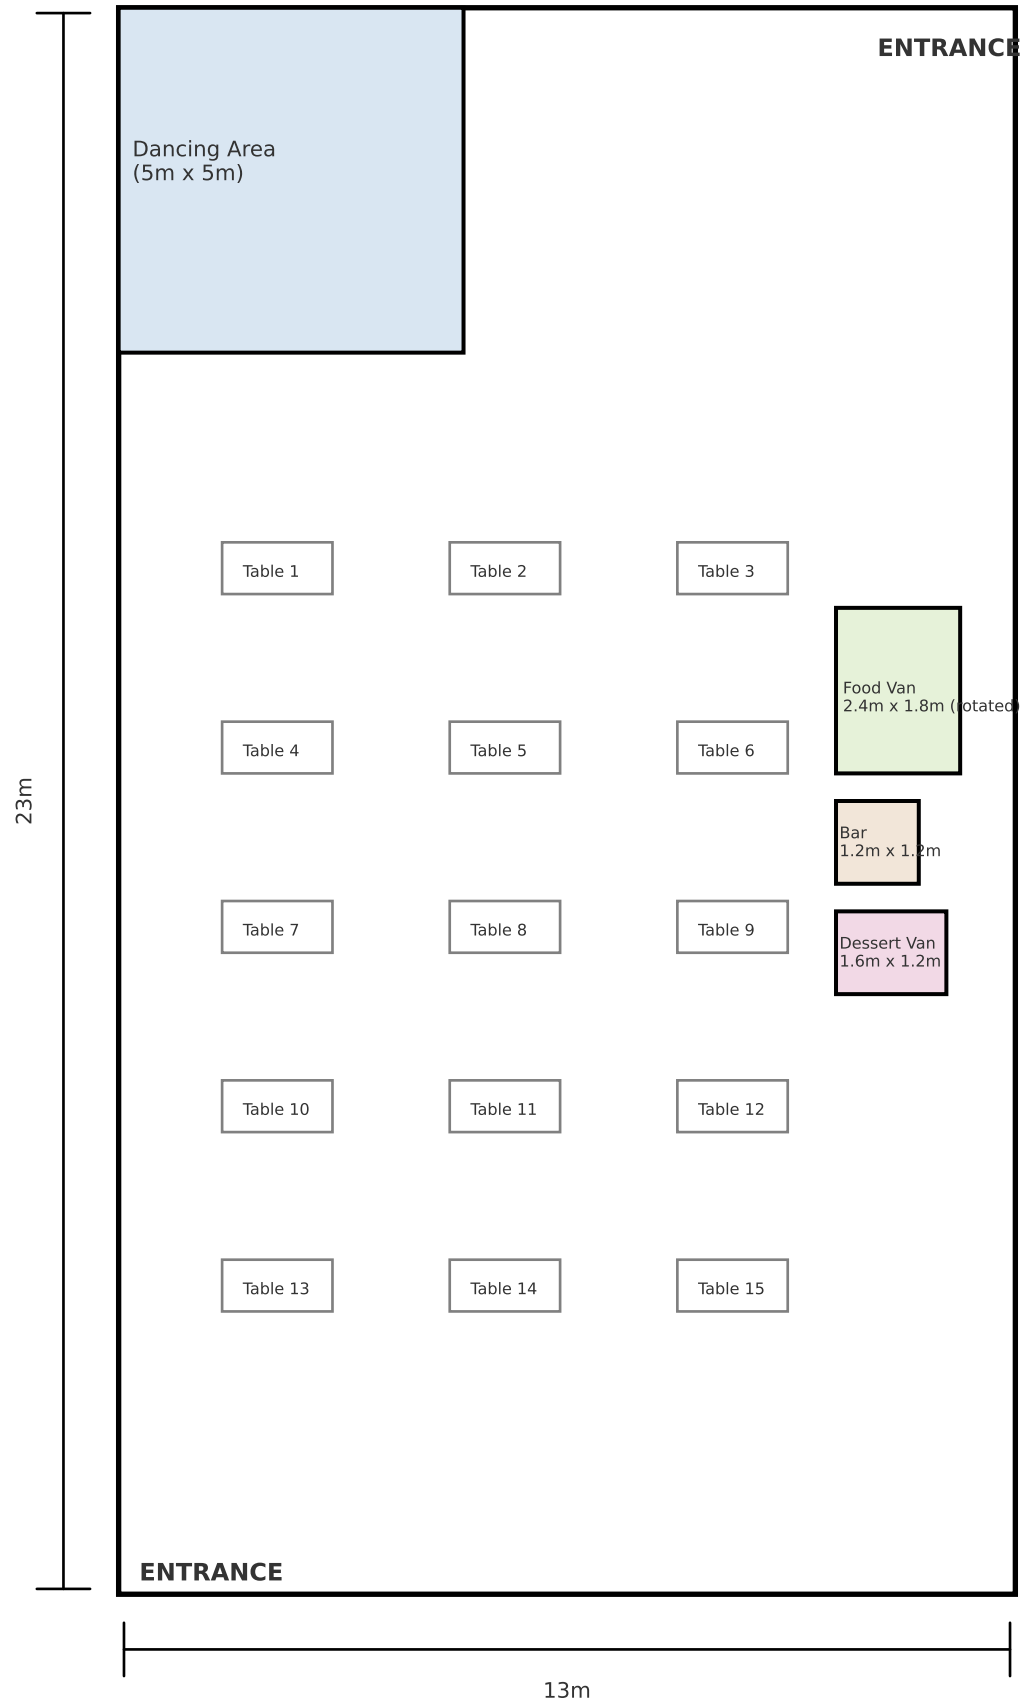 ENTRANCE
Dancing Area
(5m x 5m)
Table 1
Table 2
Table 3
Food Van
2.4m x 1.8m (rotated)
Table 4
Table 5
Table 6
23m
Bar
1.2m x 1.2m
Table 7
Table 8
Table 9
Dessert Van
1.6m x 1.2m
Table 10
Table 11
Table 12
Table 13
Table 14
Table 15
ENTRANCE
13m